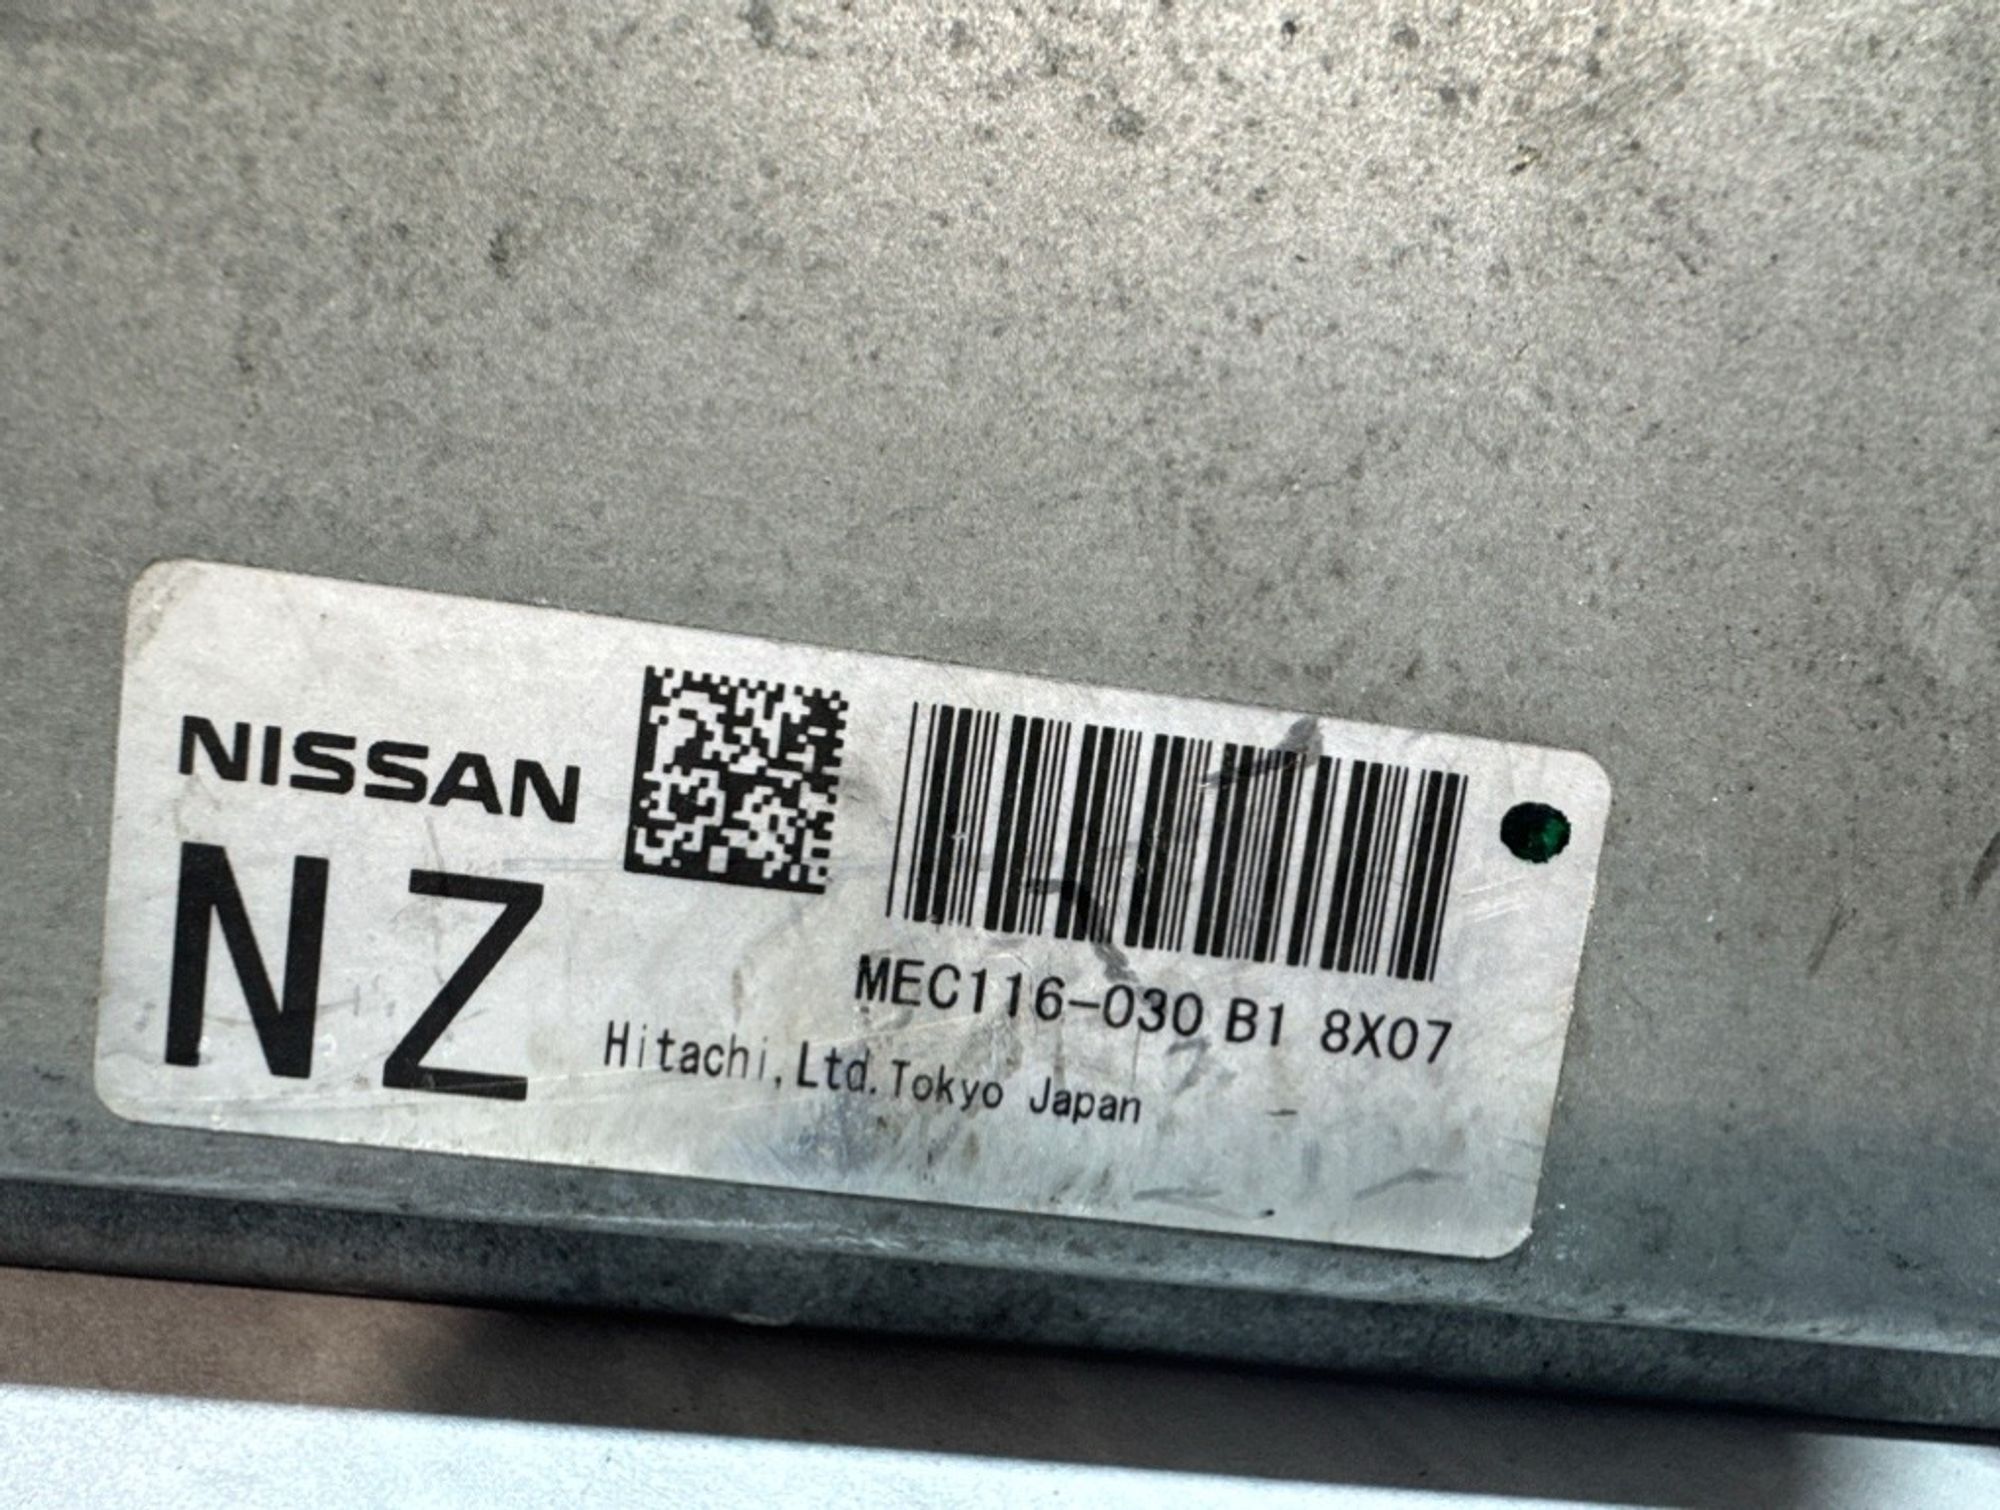 NISSAN
NZ
MEC116-030 B1 8X07
Hitachi,Ltd.Tokyo Japan